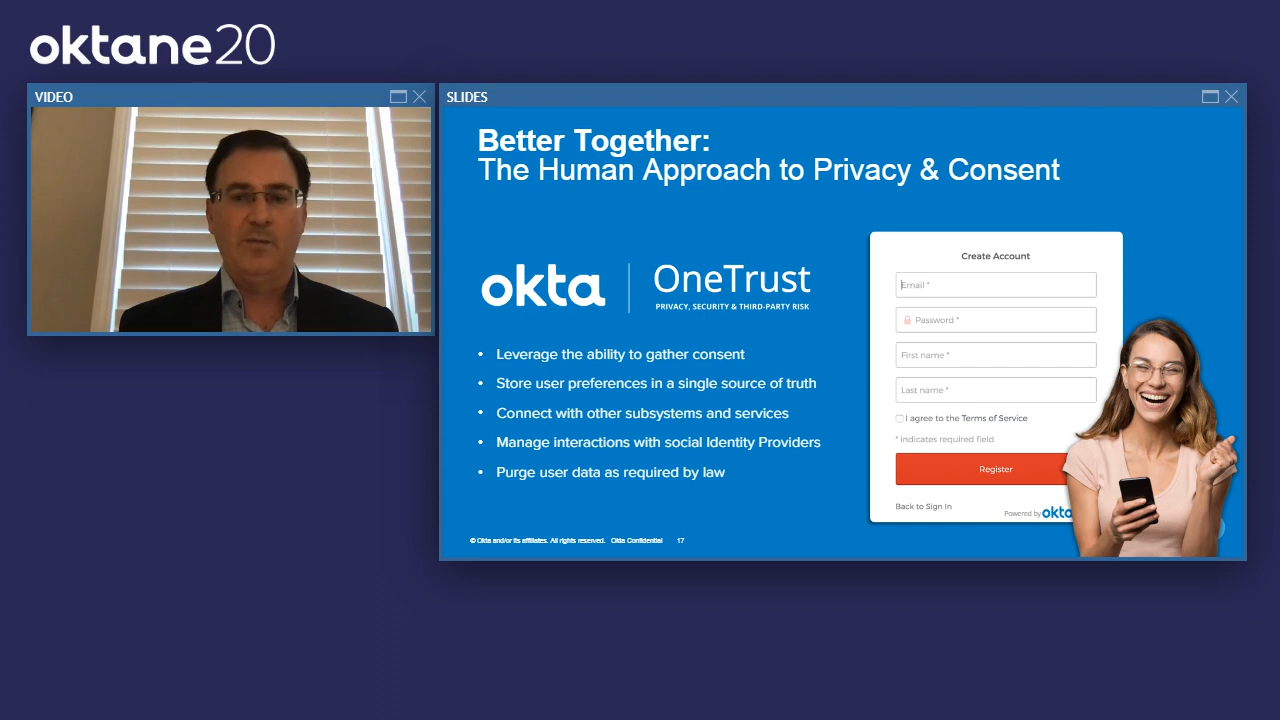 oktane20
VIDEO
SLIDES
Better Together:
The Human Approach to Privacy & Consent
okta
OneTrust
PRIVACY, SECURITY & THIRD-PARTY RISK
• Leverage the ability to gather consent
• Store user preferences in a single source of truth
• Connect with other subsystems and services
• Manage interactions with social Identity Providers
• Purge user data as required by law
Create Account
Email *
Password *
First name *
Last name *
I agree to the Terms of Service
* indicates required field
Register
Back to Sign In
Powered by okta
© Okta and/or its affiliates. All rights reserved. Okta Confidential 17